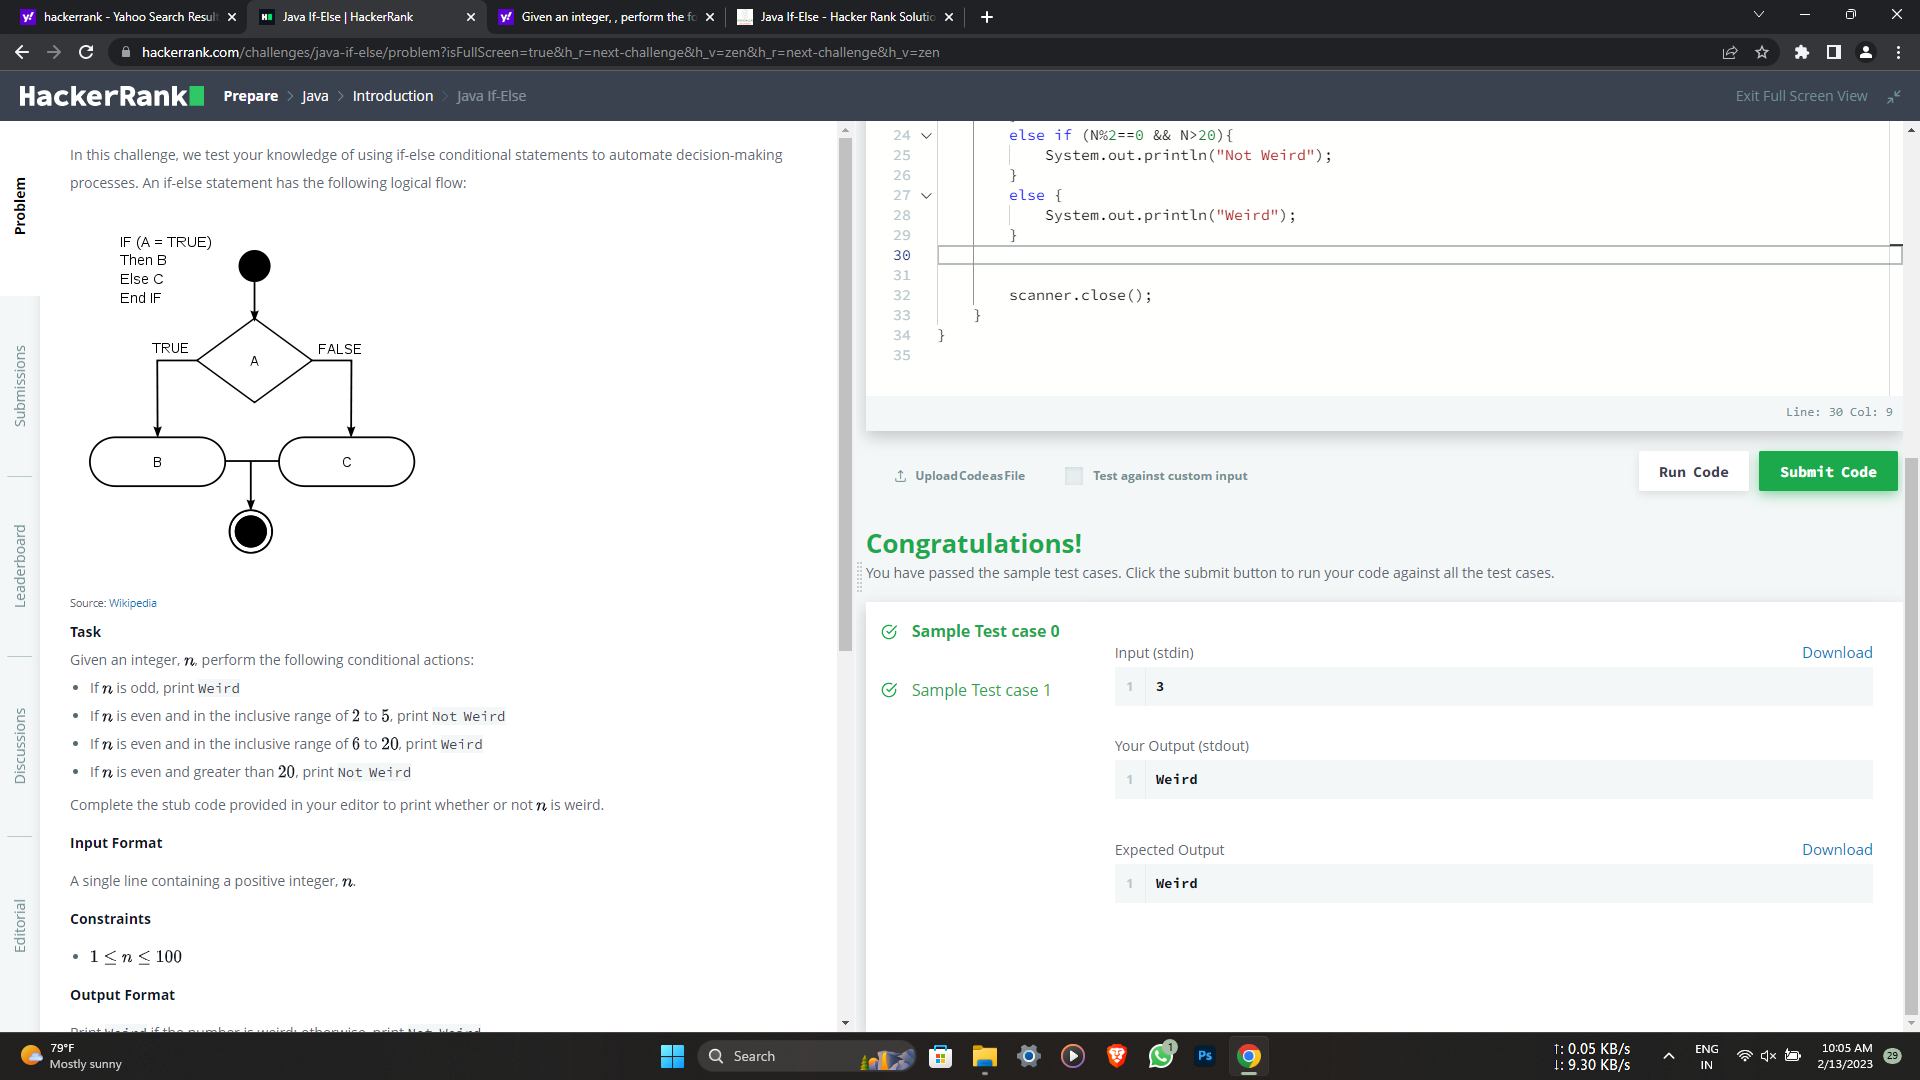 hackerrank - Yahoo Search Result
Java If-Else | HackerRank
Given an integer, , perform the fo
Java If-Else - Hacker Rank Solutio
hackerrank.com/challenges/java-if-else/problem?isFullScreen=true&h_r=next-challenge&h_v=zen&h_r=next-challenge&h_v=zen
HackerRank
Prepare > Java > Introduction > Java If-Else
Exit Full Screen View
Problem
Submissions
Leaderboard
Discussions
Editorial
In this challenge, we test your knowledge of using if-else conditional statements to automate decision-making
processes. An if-else statement has the following logical flow:
IF (A = TRUE)
Then B
Else C
End IF
TRUE
FALSE
A
B
C
Source: Wikipedia
Task
Given an integer, n, perform the following conditional actions:
• If n is odd, print Weird
• If n is even and in the inclusive range of 2 to 5, print Not Weird
• If n is even and in the inclusive range of 6 to 20, print Weird
• If n is even and greater than 20, print Not Weird
Complete the stub code provided in your editor to print whether or not n is weird.
Input Format
A single line containing a positive integer, n.
Constraints
• 1 ≤ n ≤ 100
Output Format
Print Weird if the number is weird; otherwise, print Not Weird
24 else if (N%2==0 && N>20){
25 System.out.println("Not Weird");
26 }
27 else {
28 System.out.println("Weird");
29 }
30
31
32 scanner.close();
33 }
34 }
35
Line: 30 Col: 9
Upload Code as File
Test against custom input
Run Code
Submit Code
Congratulations!
You have passed the sample test cases. Click the submit button to run your code against all the test cases.
Sample Test case 0
Sample Test case 1
Input (stdin)
Download
1 3
Your Output (stdout)
1 Weird
Expected Output
Download
1 Weird
79°F
Mostly sunny
Search
1
Ps
↑: 0.05 KB/s
↓: 9.30 KB/s
ENG
IN
10:05 AM
2/13/2023
29